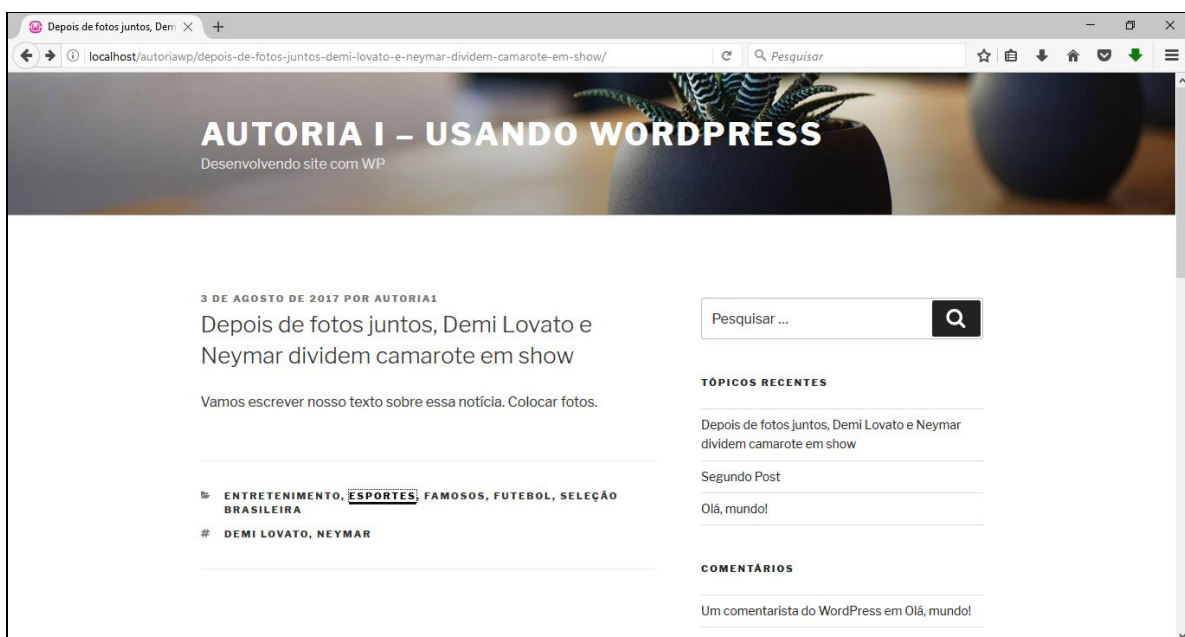 Depois de fotos juntos, Dem
localhost/autoriawp/depois-de-fotos-juntos-demi-lovato-e-neymar-dividem-camarote-em-show/
Pesquisar
AUTORIA I – USANDO WORDPRESS
Desenvolvendo site com WP
3 DE AGOSTO DE 2017 POR AUTORIA1
Depois de fotos juntos, Demi Lovato e
Neymar dividem camarote em show
Vamos escrever nosso texto sobre essa notícia. Colocar fotos.
ENTRETENIMENTO, ESPORTES, FAMOSOS, FUTEBOL, SELEÇÃO
BRASILEIRA
# DEMI LOVATO, NEYMAR
Pesquisar ...
TÓPICOS RECENTES
Depois de fotos juntos, Demi Lovato e Neymar
dividem camarote em show
Segundo Post
Olá, mundo!
COMENTÁRIOS
Um comentarista do WordPress em Olá, mundo!